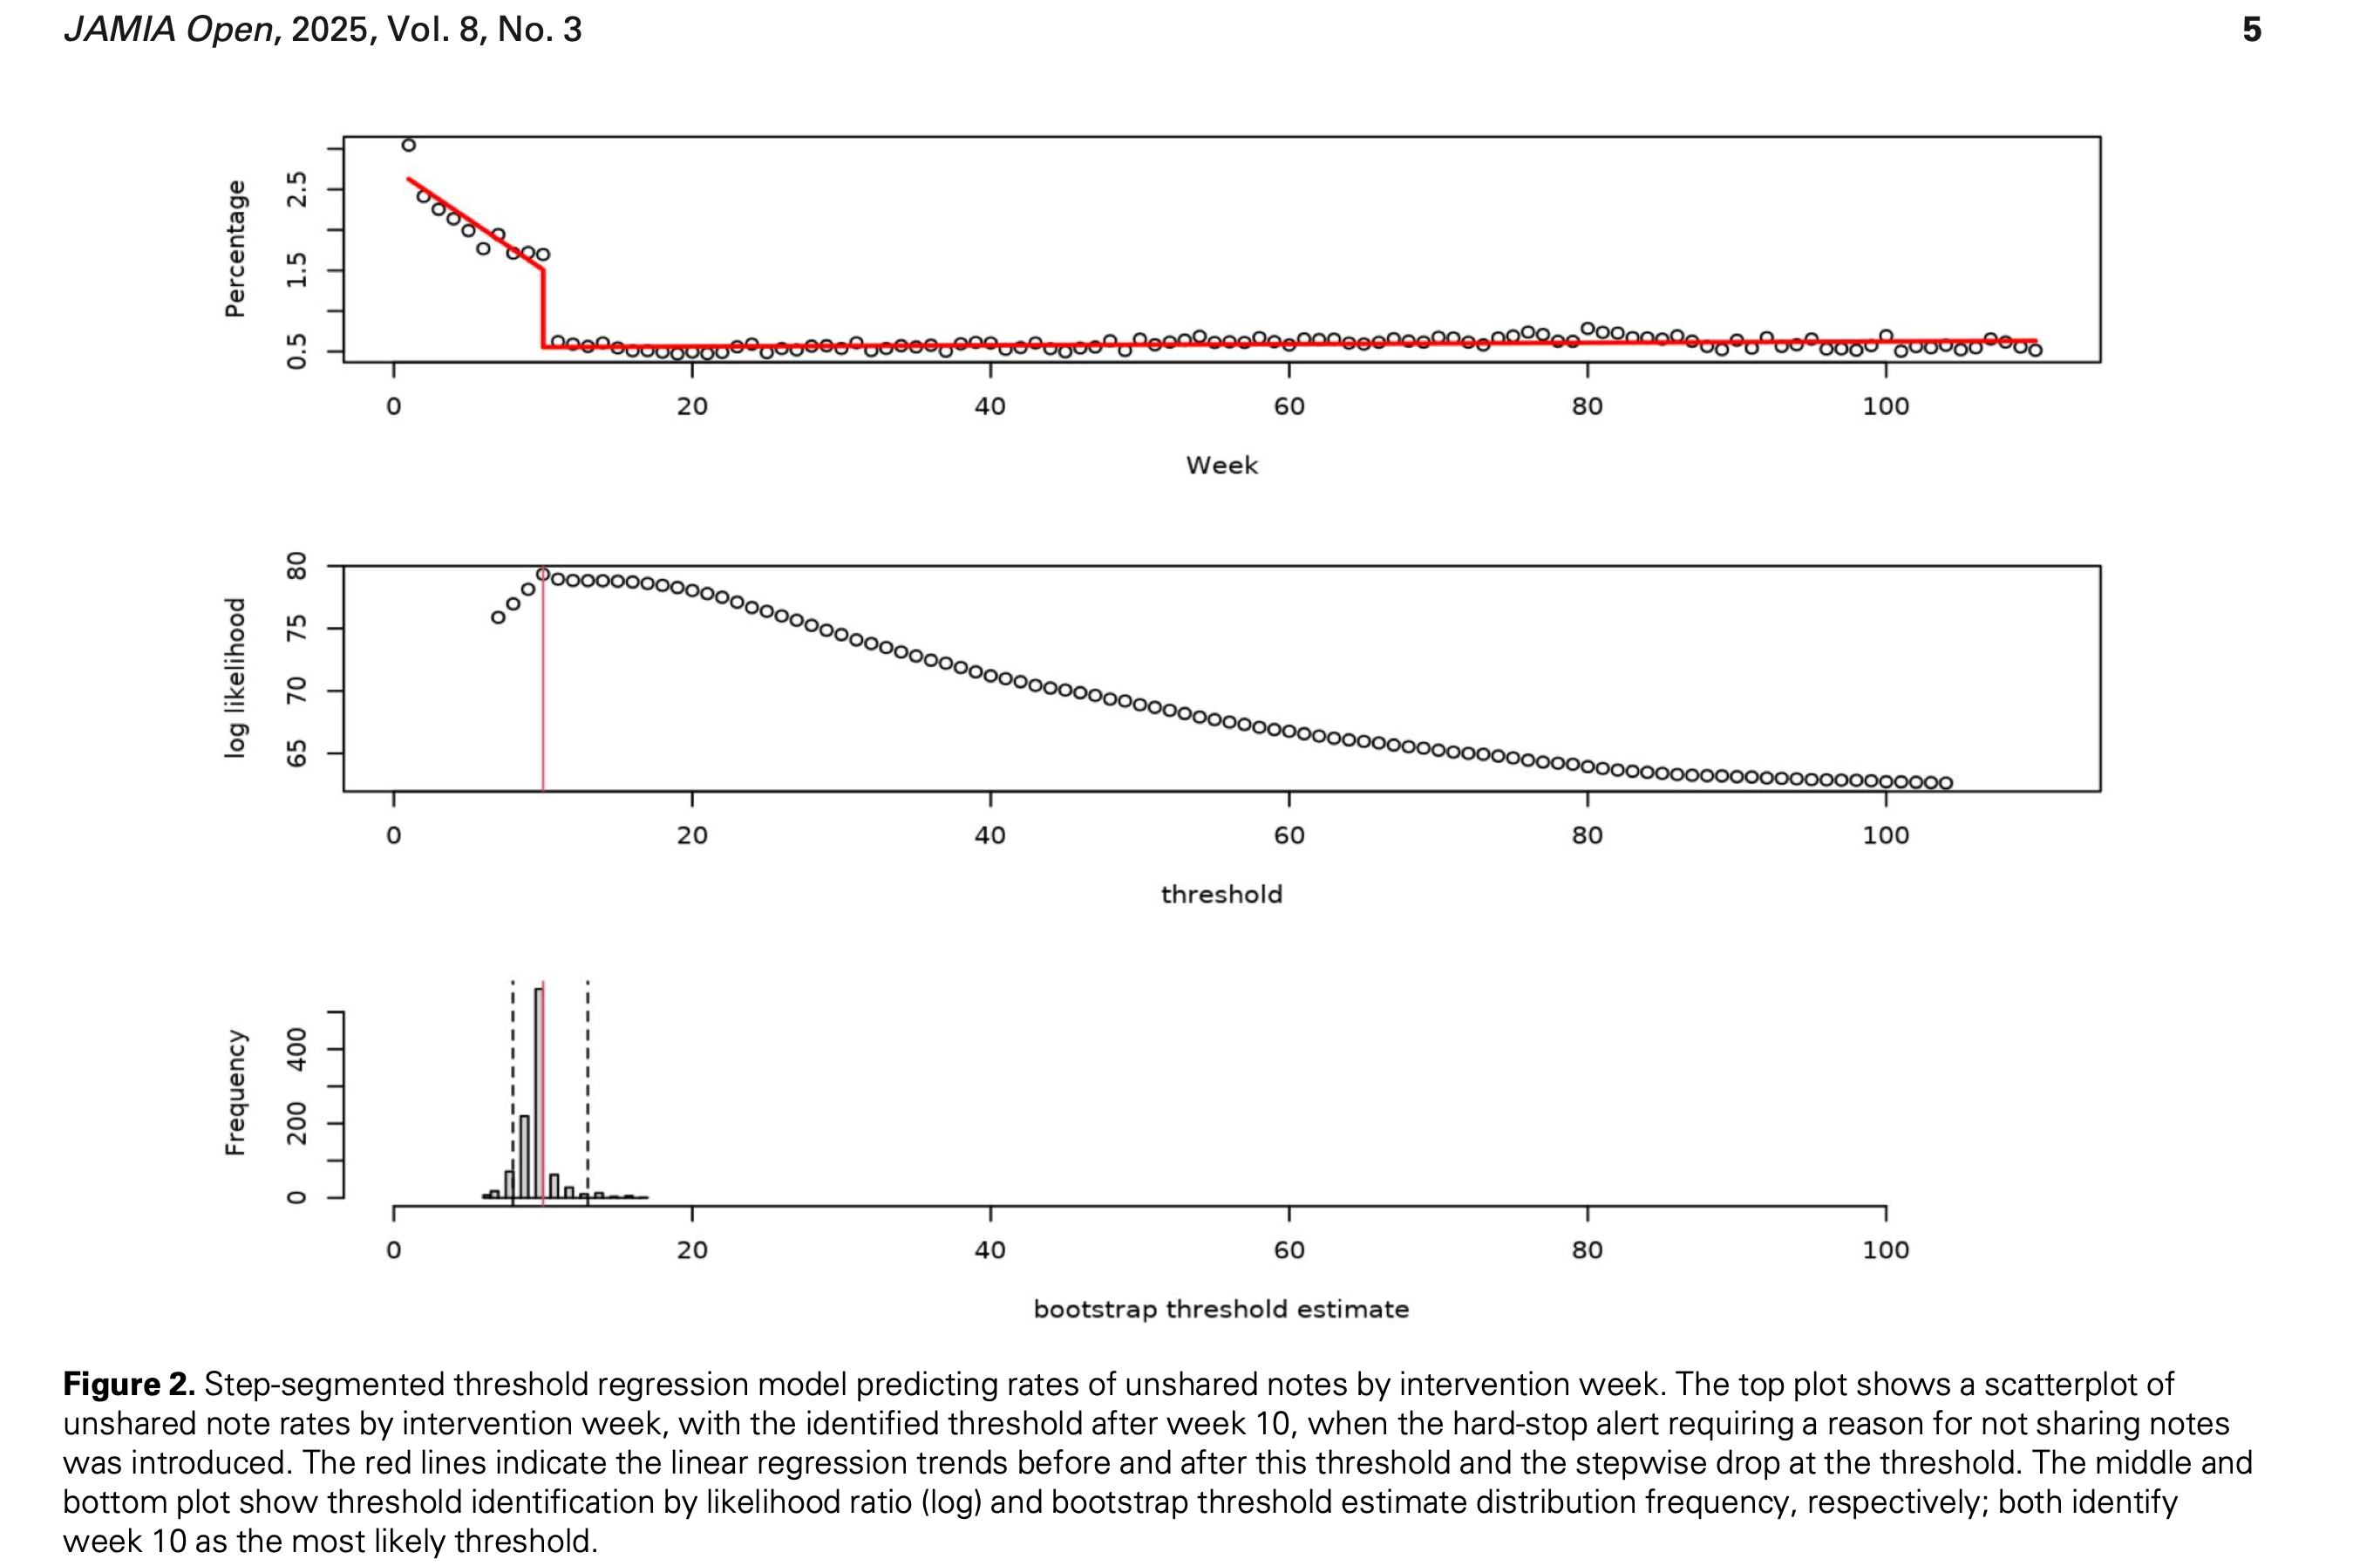 JAMIA Open, 2025, Vol. 8, No. 3
5
Percentage
2.5
1.5
0.5
0 20 40 60 80 100
Week
log likelihood
80
75
70
65
0 20 40 60 80 100
threshold
Frequency
400
200
0
0 20 40 60 80 100
bootstrap threshold estimate
Figure 2. Step-segmented threshold regression model predicting rates of unshared notes by intervention week. The top plot shows a scatterplot of
unshared note rates by intervention week, with the identified threshold after week 10, when the hard-stop alert requiring a reason for not sharing notes
was introduced. The red lines indicate the linear regression trends before and after this threshold and the stepwise drop at the threshold. The middle and
bottom plot show threshold identification by likelihood ratio (log) and bootstrap threshold estimate distribution frequency, respectively; both identify
week 10 as the most likely threshold.